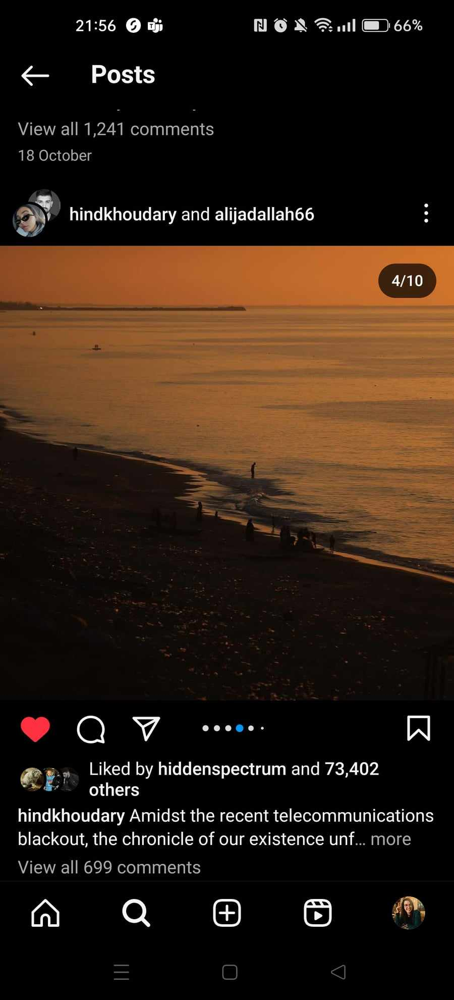 21:56 66%
Posts
View all 1,241 comments
18 October
hindkhoudary and alijadallah66
4/10
Liked by hiddenspectrum and 73,402
others
hindkhoudary Amidst the recent telecommunications
blackout, the chronicle of our existence unf... more
View all 699 comments